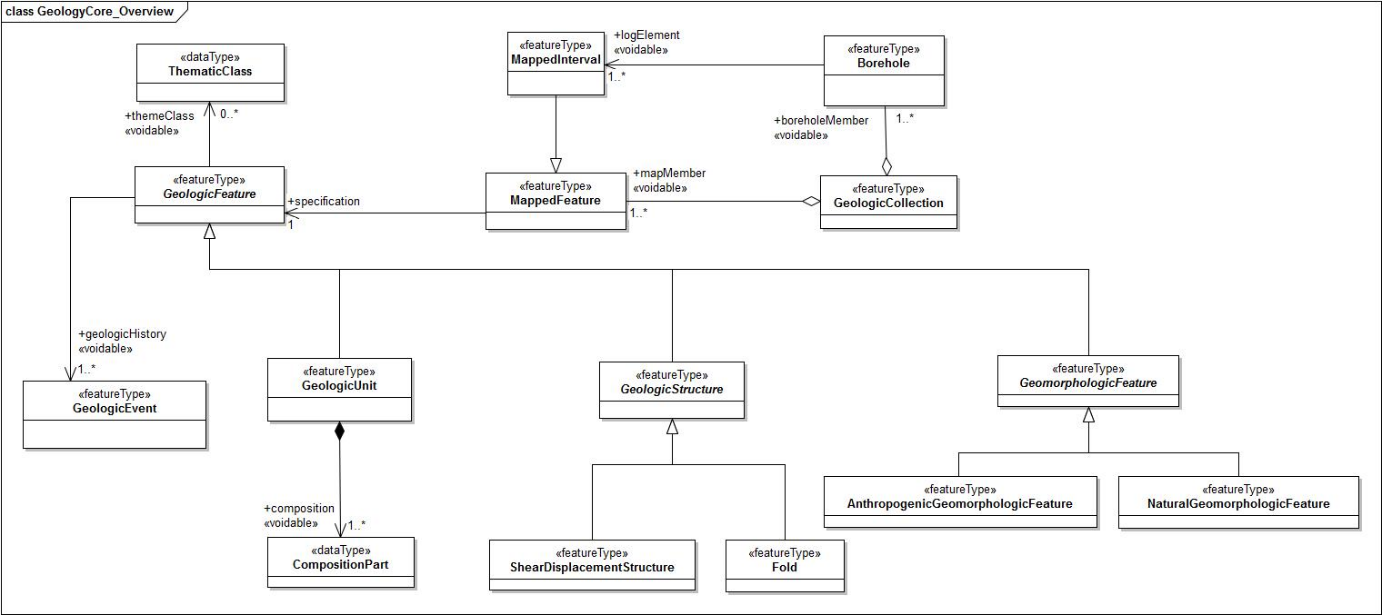 class GeologyCore_Overview
«dataType»
ThematicClass
+themeClass
«voidable»
0..*
«featureType»
MappedInterval
+logElement
«voidable»
1..*
«featureType»
Borehole
+boreholeMember
«voidable»
1..*
«featureType»
GeologicFeature
+specification
1
«featureType»
MappedFeature
+mapMember
«voidable»
1..*
«featureType»
GeologicCollection
+geologicHistory
«voidable»
1..*
«featureType»
GeologicEvent
«featureType»
GeologicUnit
«featureType»
GeologicStructure
«featureType»
GeomorphologicFeature
+composition
«voidable»
1..*
«dataType»
CompositionPart
«featureType»
ShearDisplacementStructure
«featureType»
Fold
«featureType»
AnthropogenicGeomorphologicFeature
«featureType»
NaturalGeomorphologicFeature